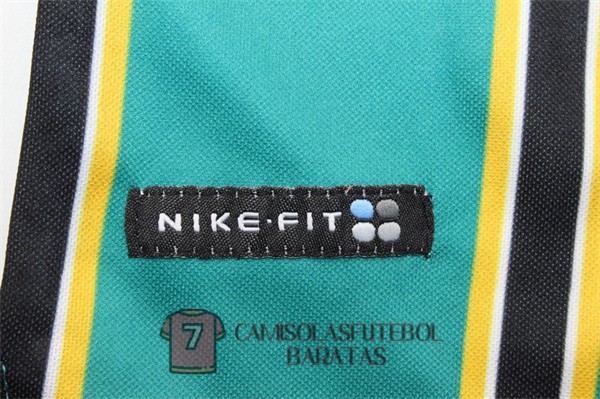 NIKE·FIT
7
CAMISOLASFUTEBOL
BARATAS